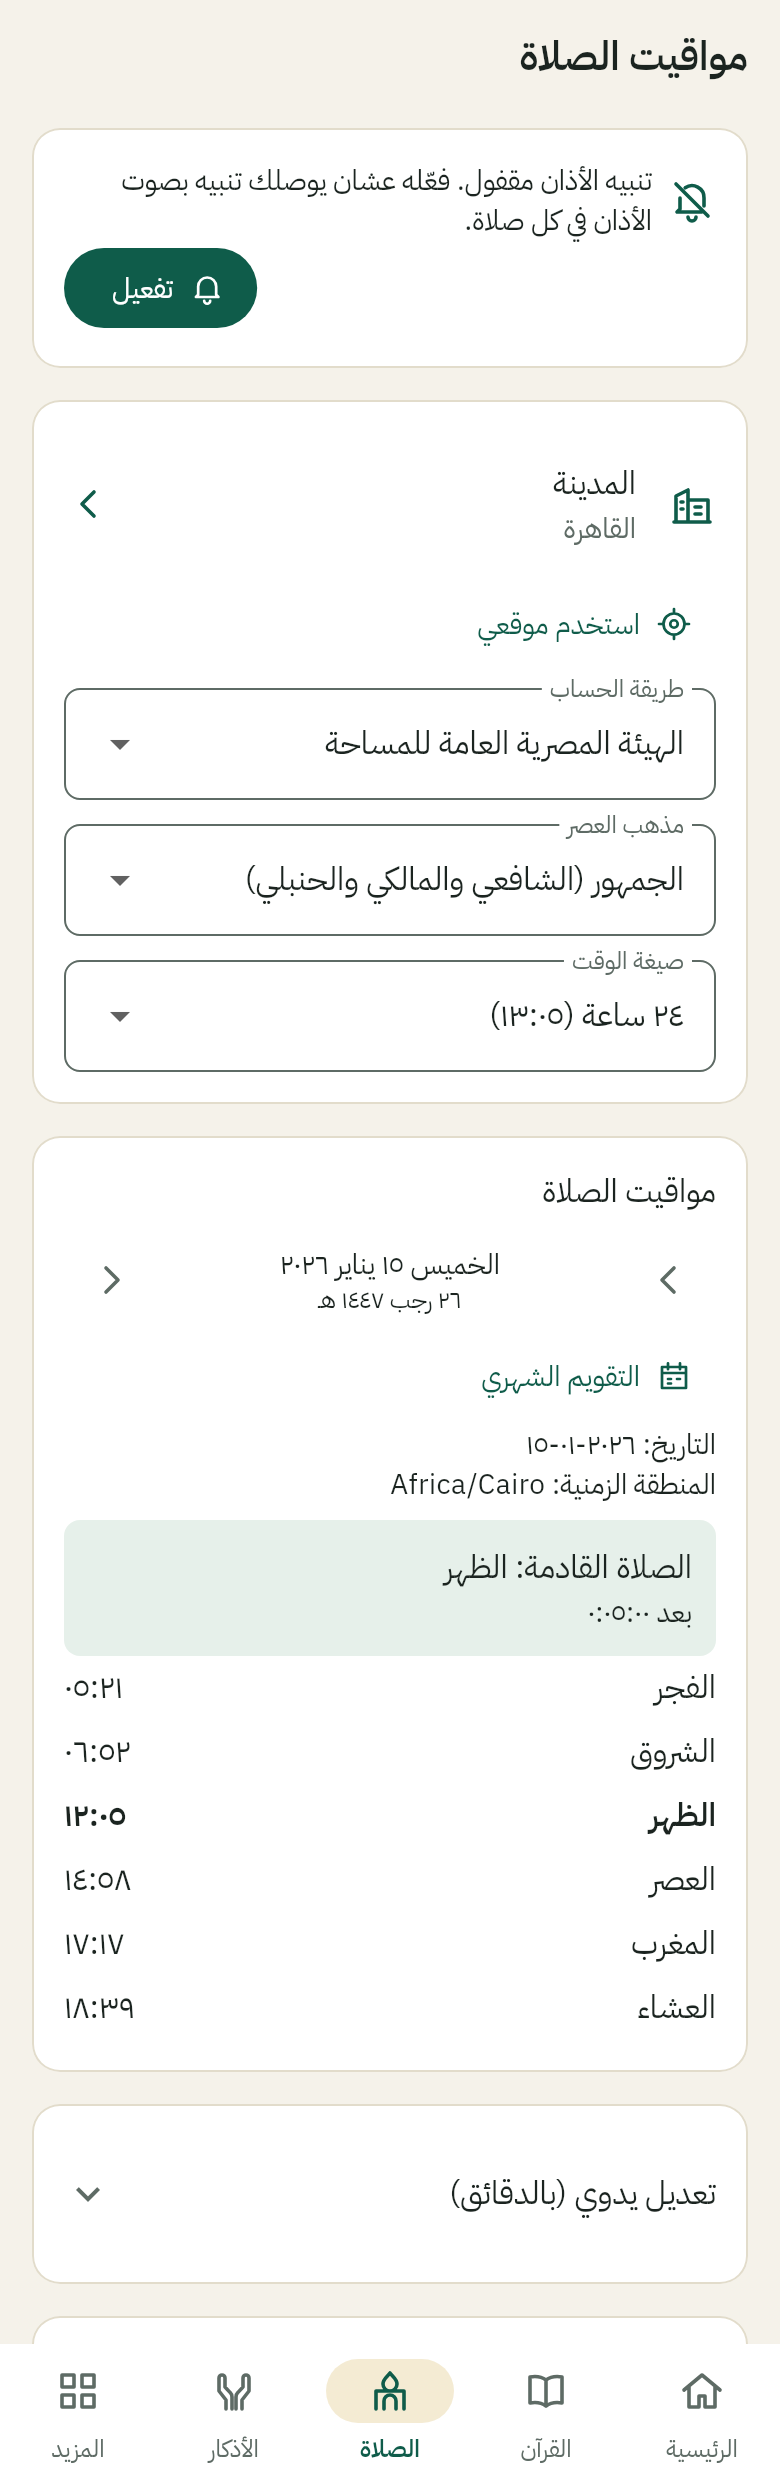 مواقيت الصلاة
تنبيه الأذان مقفول. فعّله عشان يوصلك تنبيه بصوت
الأذان في كل صلاة.
تفعيل
المدينة
القاهرة
استخدم موقعي
طريقة الحساب
الهيئة المصرية العامة للمساحة
مذهب العصر
الجمهور (الشافعي والمالكي والحنبلي)
صيغة الوقت
٢٤ ساعة (١٣:٠٥)
مواقيت الصلاة
الخميس ١٥ يناير ٢٠٢٦
٢٦ رجب ١٤٤٧ هـ
التقويم الشهري
التاريخ: ٢٠٢٦-٠١-١٥
المنطقة الزمنية: Africa/Cairo
الصلاة القادمة: الظهر
بعد ٠:٠٥:٠٠
الفجر ٠٥:٢١
الشروق ٠٦:٥٢
الظهر ١٢:٠٥
العصر ١٤:٥٨
المغرب ١٧:١٧
العشاء ١٨:٣٩
تعديل يدوي (بالدقائق)
الرئيسية القرآن الصلاة الأذكار المزيد